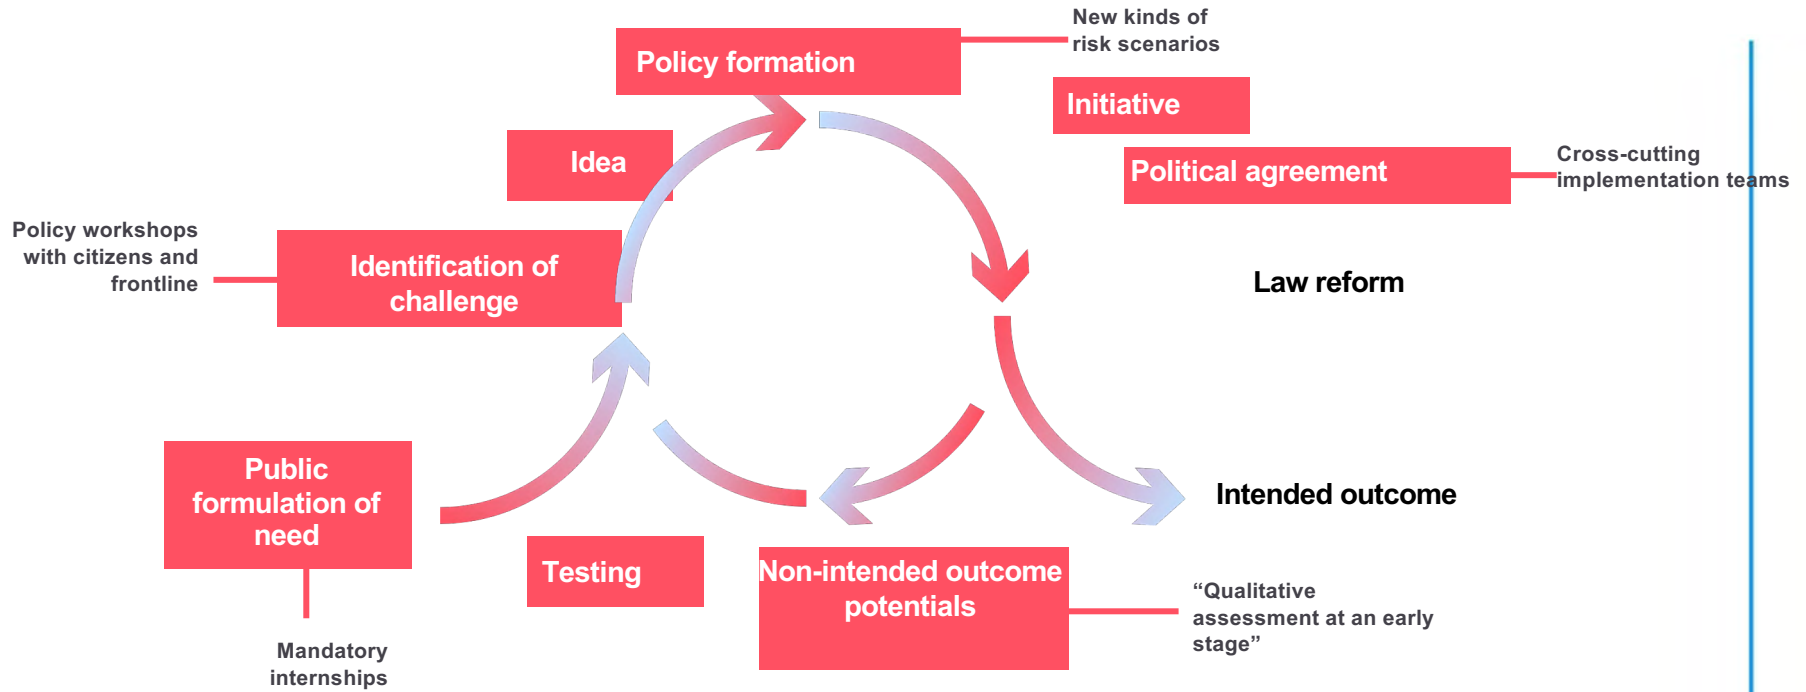 New kinds of
risk scenarios
Policy formation
Initiative
Idea
Political agreement
Cross-cutting
implementation teams
Policy workshops
with citizens and
frontline
Identification of
challenge
Law reform
Public
formulation of
need
Intended outcome
Testing
Non-intended outcome
potentials
“Qualitative
assessment at an early
stage”
Mandatory
internships